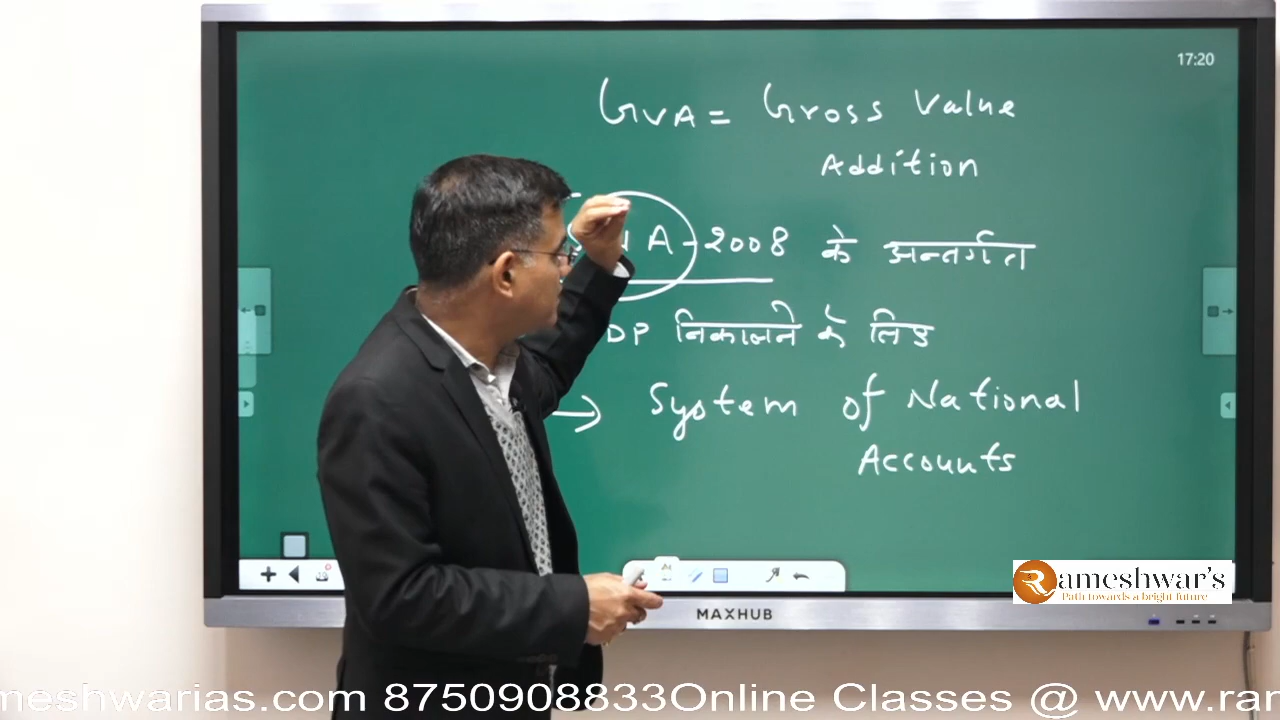 17:20
GVA = Gross Value
Addition
A - 2008 के अन्तर्गत
DP निकालने के लिए
→ System of National
Accounts
Rameshwar's
Path towards a bright future
MAXHUB
meshwarias.com 8750908833Online Classes @ www.ra